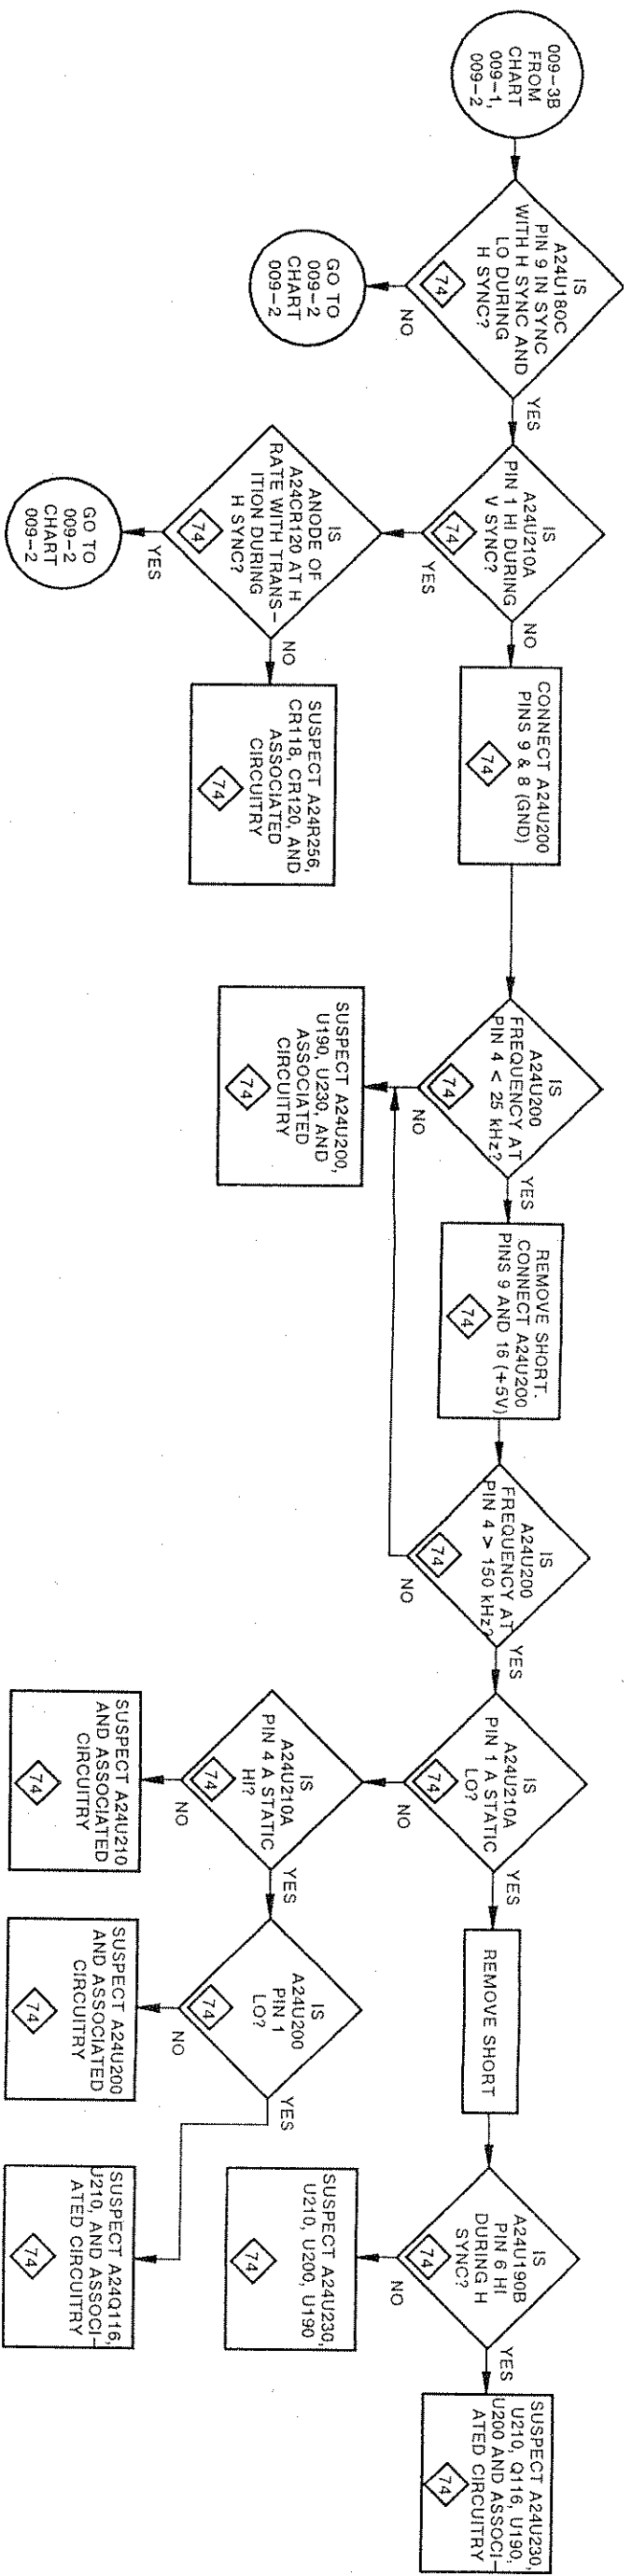 009-3B
FROM
CHART
009-1,
009-2
IS
A24U180C
PIN 9 IN SYNC
WITH H SYNC AND
LO DURING
H SYNC?
74
NO
GO TO
009-2
CHART
009-2
YES
IS
A24U210A
PIN 1 HI DURING
V SYNC?
74
YES
IS
ANODE OF
A24CR120 AT H
RATE WITH TRANS-
ITION DURING
H SYNC?
74
YES
GO TO
009-2
CHART
009-2
NO
SUSPECT A24R256,
CR118, CR120, AND
ASSOCIATED
CIRCUITRY
74
NO
CONNECT A24U200
PINS 9 & 8 (GND)
74
IS
A24U200
FREQUENCY AT
PIN 4 < 25 kHz?
74
NO
SUSPECT A24U200,
U190, U230, AND
ASSOCIATED
CIRCUITRY
74
YES
REMOVE SHORT.
CONNECT A24U200
PINS 9 AND 16 (+5V)
74
IS
A24U200
FREQUENCY AT
PIN 4 > 150 kHz?
74
NO
YES
IS
A24U210A
PIN 1 A STATIC
LO?
74
NO
IS
A24U210A
PIN 4 A STATIC
HI?
74
NO
SUSPECT A24U210
AND ASSOCIATED
CIRCUITRY
74
YES
IS
A24U200
PIN 1
LO?
74
NO
SUSPECT A24U200
AND ASSOCIATED
CIRCUITRY
74
YES
SUSPECT A24Q116,
U210, AND ASSOCI-
ATED CIRCUITRY
74
YES
REMOVE SHORT
IS
A24U190B
PIN 6 HI
DURING H
SYNC?
74
NO
SUSPECT A24U230,
U210, U200, U190
74
YES
SUSPECT A24U230,
U210, Q116, U190,
U200 AND ASSOCI-
ATED CIRCUITRY
74